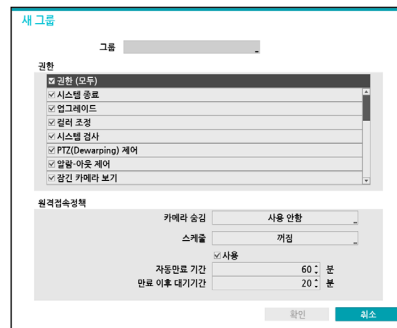 새 그룹
그룹
권한
권한 (모두)
시스템 종료
업그레이드
컬러 조정
시스템 검사
PTZ(Dewarping) 제어
알람-아웃 제어
잠긴 카메라 보기
원격접속정책
카메라 숨김 사용 안함
스케줄 꺼짐
사용
자동만료 기간 60 분
만료 이후 대기기간 20 분
확인 취소